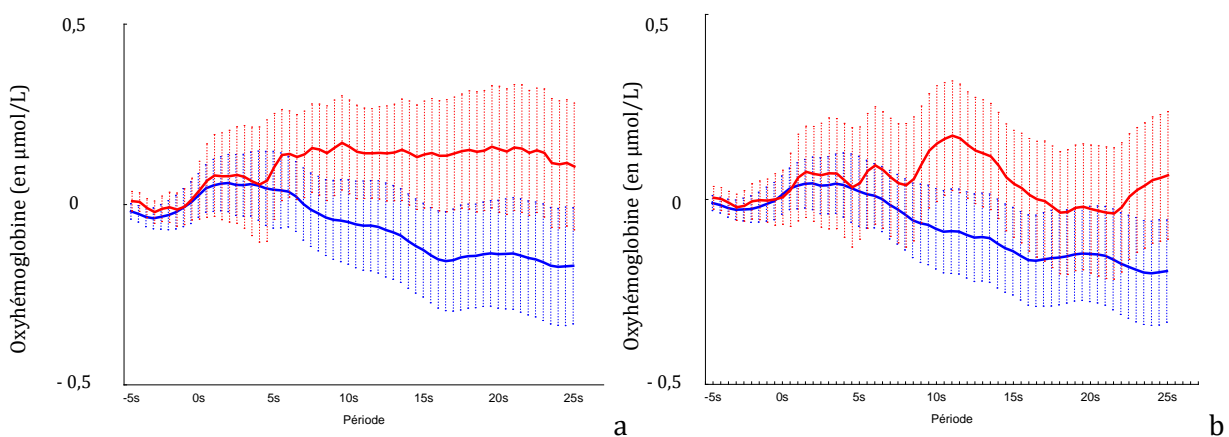 0,5
Oxyhémoglobine (en μmol/L)
0
- 0,5
-5s 0s 5s 10s 15s 20s 25s
Période
a
0,5
Oxyhémoglobine (en μmol/L)
0
- 0,5
-5s 0s 5s 10s 15s 20s 25s
Période
b